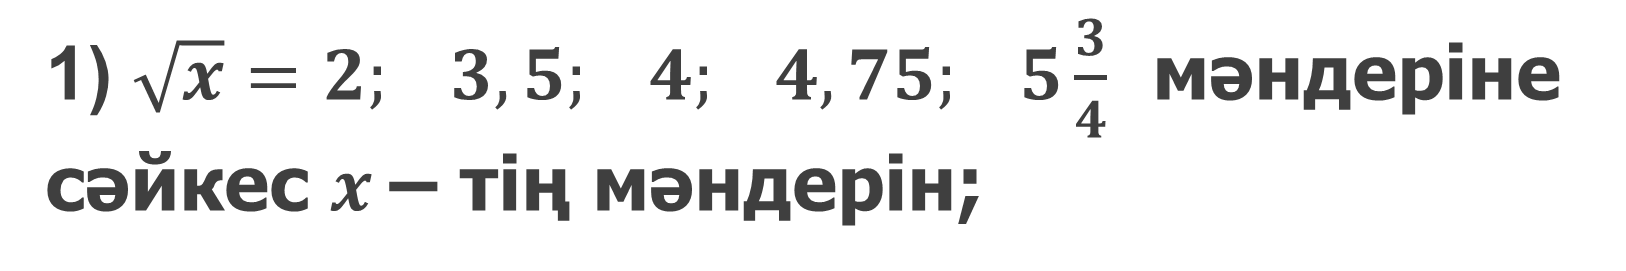 1) √x = 2; 3,5; 4; 4,75; 5 3/4 мәндеріне
сәйкес x – тің мәндерін;